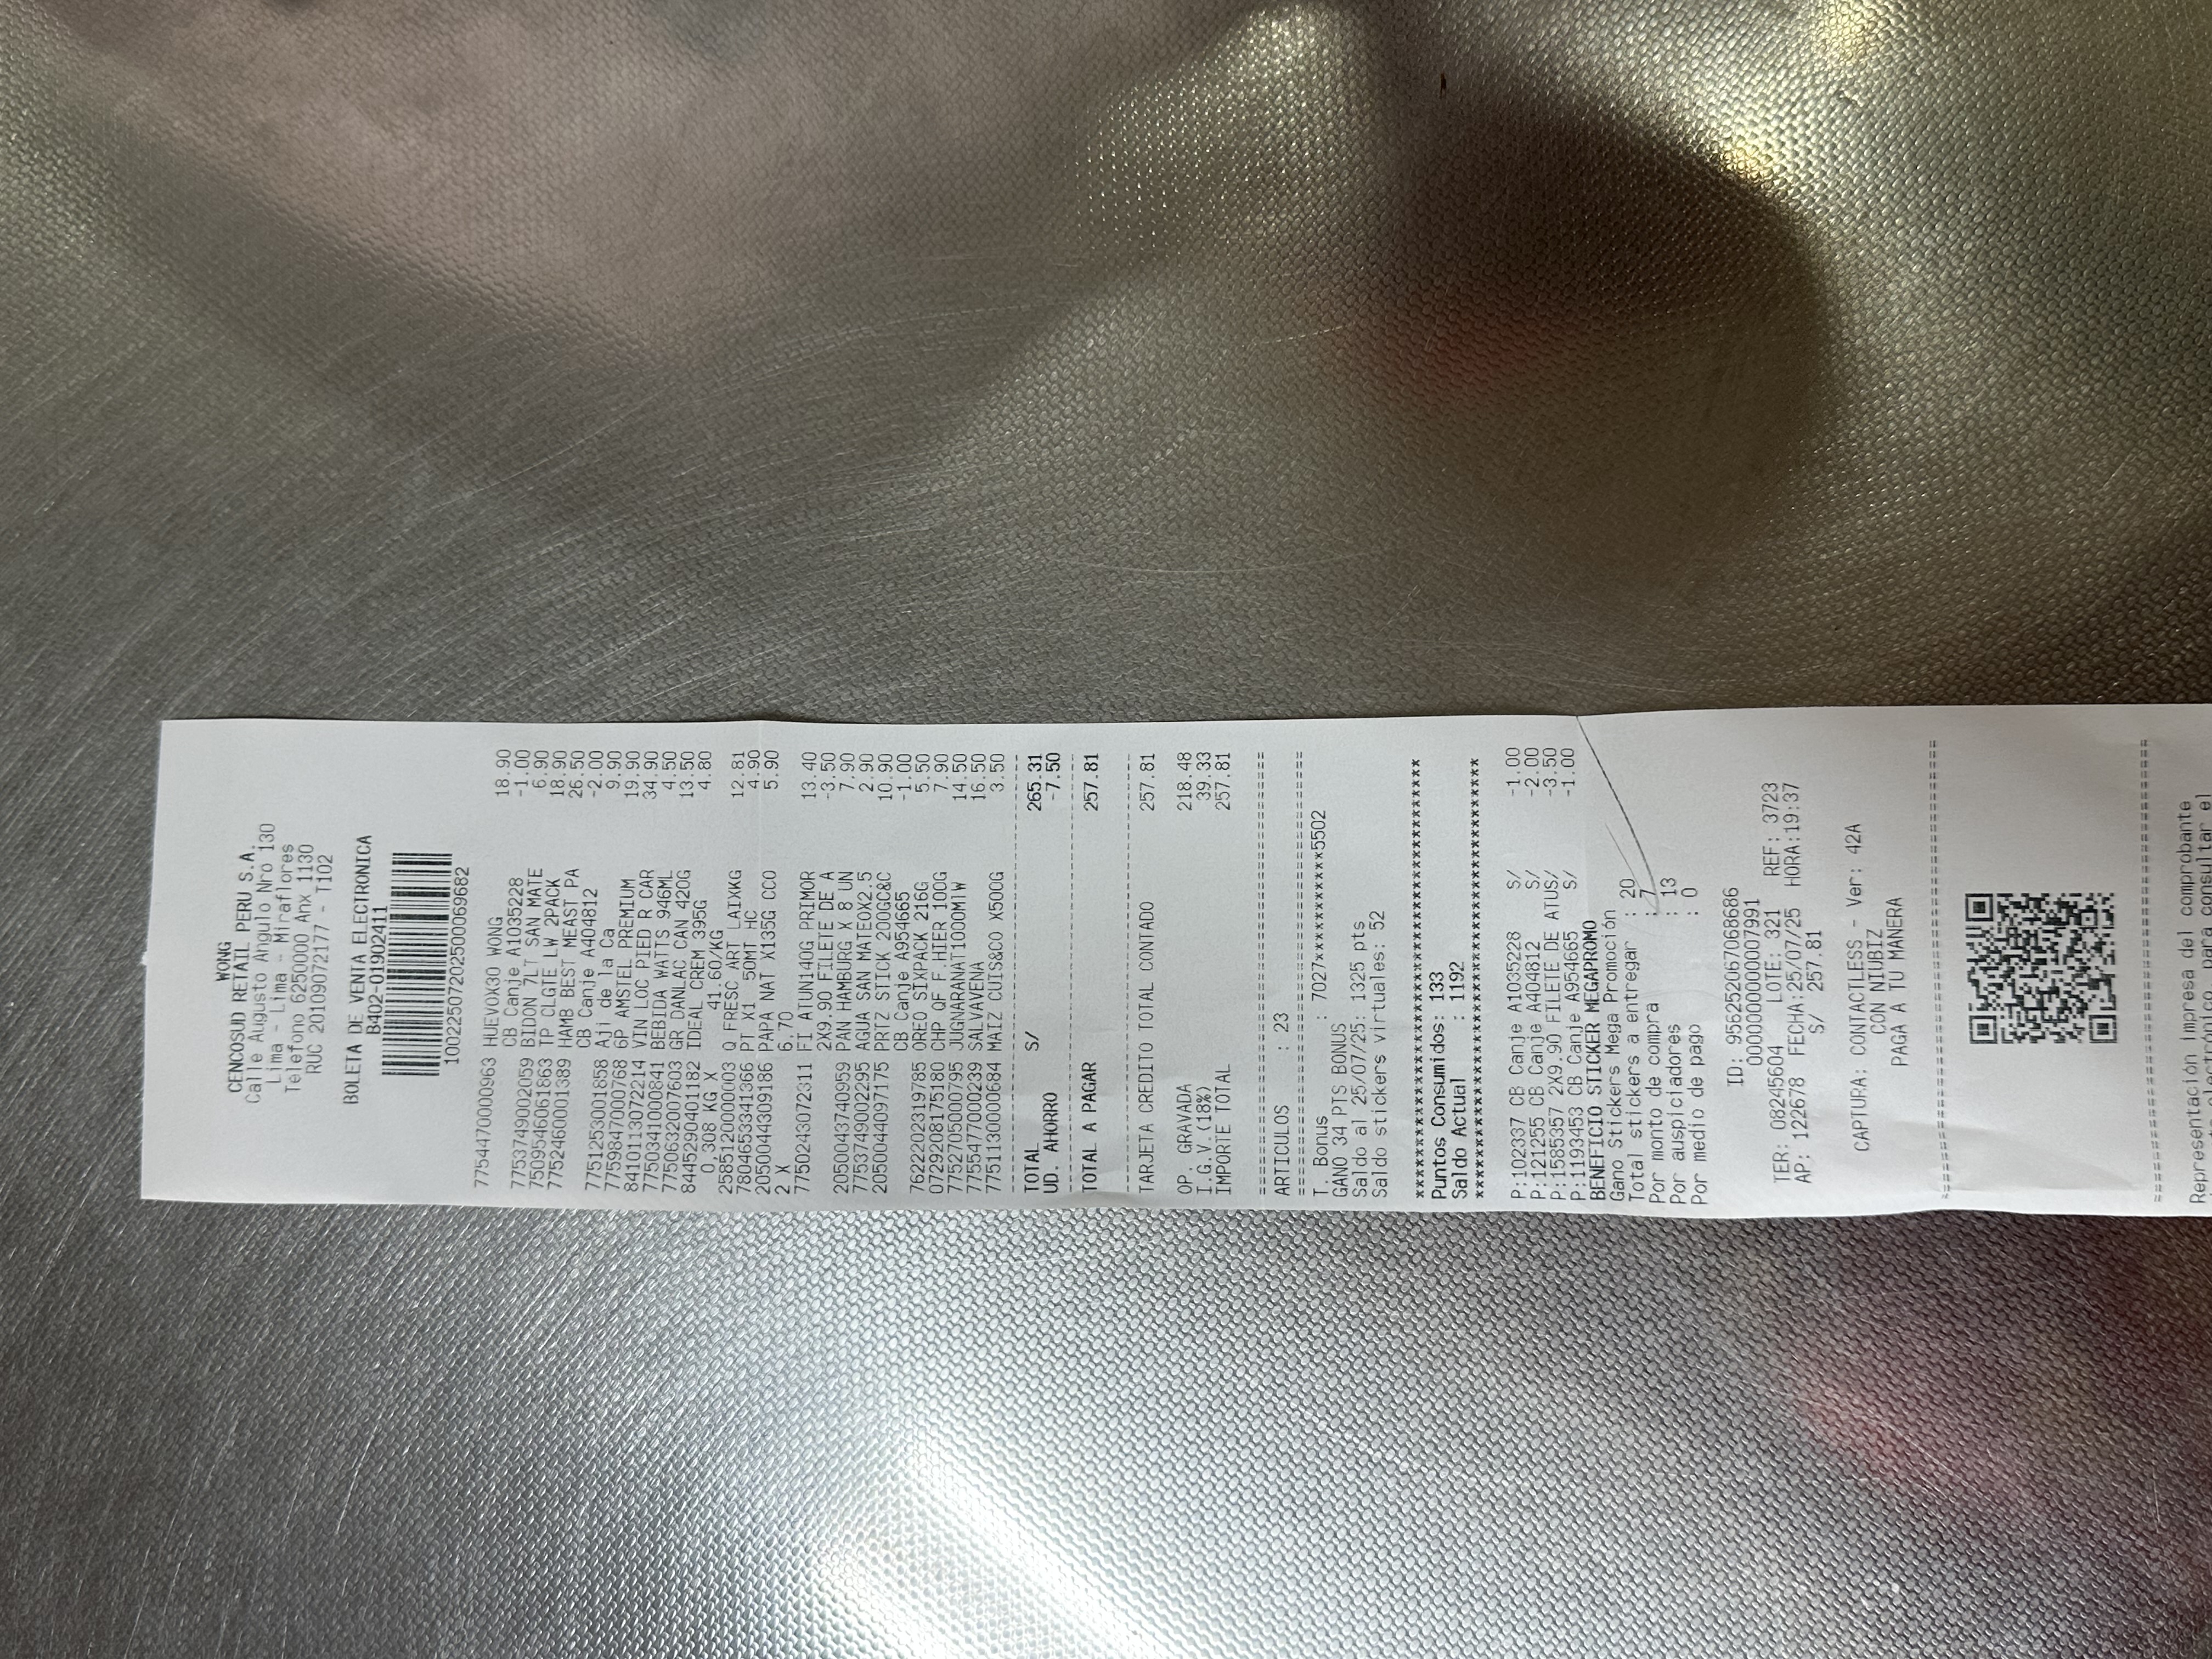 WONG
CENCOSUD RETAIL PERU S.A.
Calle Augusto Angulo Nro 130
Lima - Lima - Miraflores
Telefono 6250000 Anx 1130
RUC 20109072177 - T102
BOLETA DE VENTA ELECTRONICA
B402-01902411
10022507202500069682
7754470000963 HUEVOX30 WONG 18.90
CB Canje A1035228 -1.00
7753749002059 BIDON 7LT SAN MATE 6.90
7509546061863 TP CLGTE LW 2PACK 18.90
7752460001389 HAMB BEST MEAST PA 26.50
CB Canje A404812 -2.00
7751253001858 Aji de la Ca 9.90
7759847000768 6P AMSTEL PREMIUM 19.90
8410113072214 VIN LOC PIED R CAR 34.90
7750341000841 BEBIDA WATTS 946ML 4.50
7750632007603 GR DANLAC CAN 420G 13.50
8445290401182 IDEAL CREM 395G 4.80
0,308 KG X 41.60/KG
2585120000003 Q FRESC ART LAIXKG 12.81
7804653341366 PT X1 50MT HC 4.90
2050044309186 PAPA NAT X135G CCO 5.90
2 X 6.70
7750243072311 FI ATUN140G PRIMOR 13.40
2X9.90 FILETE DE A -3.50
2050043740959 PAN HAMBURG X 8 UN 7.90
7753749002295 AGUA SAN MATEOX2.5 2.90
2050044097175 PRTZ STICK 200GC&C 10.90
CB Canje A954665 -1.00
7622202319785 OREO SIXPACK 216G 5.50
0729208175180 CHP QF F.HIER 100G 7.90
7752705000795 JUGNARANAT1000MlW 14.50
7755477000239 SALVAVENA 16.50
7751130000684 MAIZ CUIS&CO X500G 3.50
------------------------------------------
TOTAL S/ 265.31
UD. AHORRO -7.50
------------------------------------------
TOTAL A PAGAR 257.81
------------------------------------------
TARJETA CREDITO TOTAL CONTADO 257.81
OP. GRAVADA 218.48
I.G.V.(18%) 39.33
IMPORTE TOTAL 257.81
==========================================
ARTICULOS : 23
==========================================
T. Bonus : 7027***********5502
GANO 34 PTS BONUS
Saldo al 25/07/25: 1325 pts
Saldo stickers virtuales: 52
******************************************
Puntos Consumidos: 133
Saldo Actual : 1192
******************************************
P:102337 CB Canje A1035228 S/ -1.00
P:121255 CB Canje A404812 S/ -2.00
P:1585357 2X9.90 FILETE DE ATUS/ -3.50
P:1193453 CB Canje A954665 S/ -1.00
BENEFICIO STICKER MEGAPROMO
Gano Stickers Mega Promoción
Total stickers a entregar : 20
Por monto de compra : 7
Por auspiciadores : 13
Por medio de pago : 0
ID: 956252067068686
0000000000007991
TER: 08245604 LOTE: 321 REF: 3723
AP: 122678 FECHA:25/07/25 HORA:19:37
S/ 257.81
CAPTURA: CONTACTLESS - Ver: 42A
CON NIUBIZ
PAGA A TU MANERA
==========================================
==========================================
Representación impresa del comprobante
electrónico, para consultar el